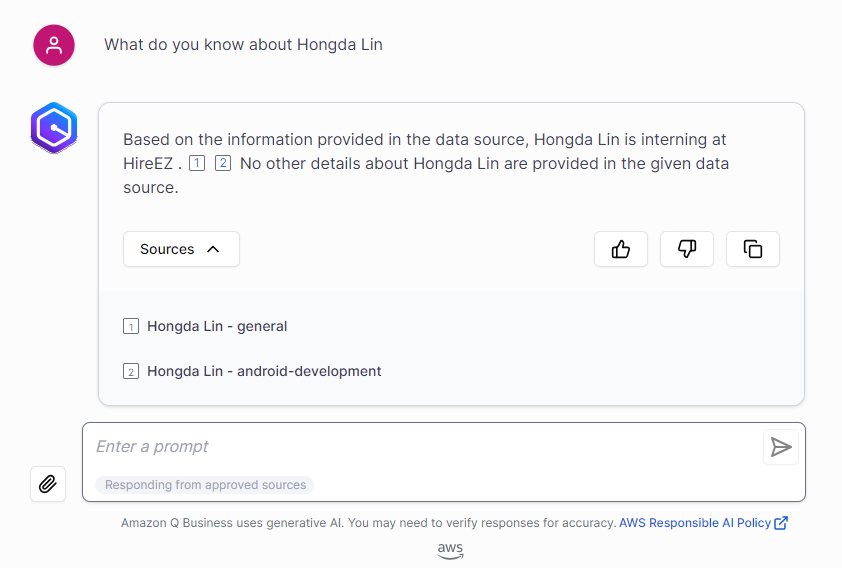 What do you know about Hongda Lin
Based on the information provided in the data source, Hongda Lin is interning at
HireEZ . 1 2 No other details about Hongda Lin are provided in the given data
source.
Sources
1 Hongda Lin - general
2 Hongda Lin - android-development
Enter a prompt
Responding from approved sources
Amazon Q Business uses generative AI. You may need to verify responses for accuracy. AWS Responsible AI Policy
aws